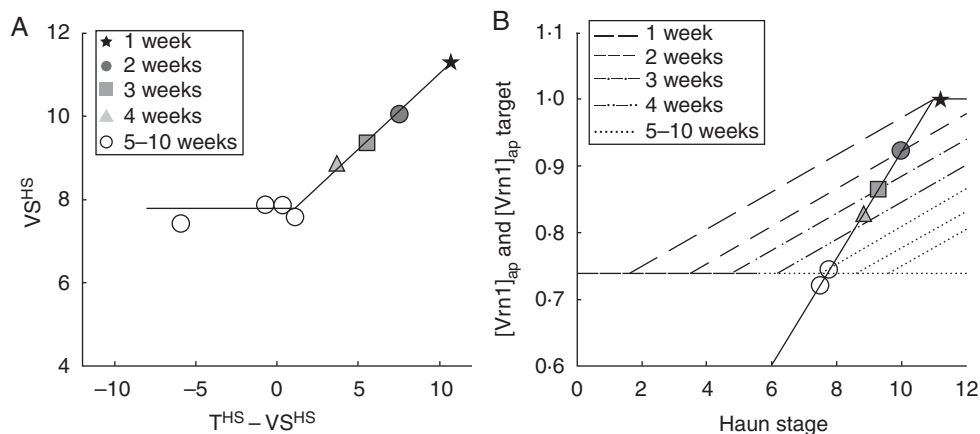 A
1 week
2 weeks
3 weeks
4 weeks
5–10 weeks
12
10
8
6
4
VS^HS
−10
−5
0
5
10
T^HS – VS^HS
B
1 week
2 weeks
3 weeks
4 weeks
5–10 weeks
1·1
1.0
0.9
0.8
0.7
0.6
[Vrn1]ap and [Vrn1]ap target
0
2
4
6
8
10
12
Haun stage